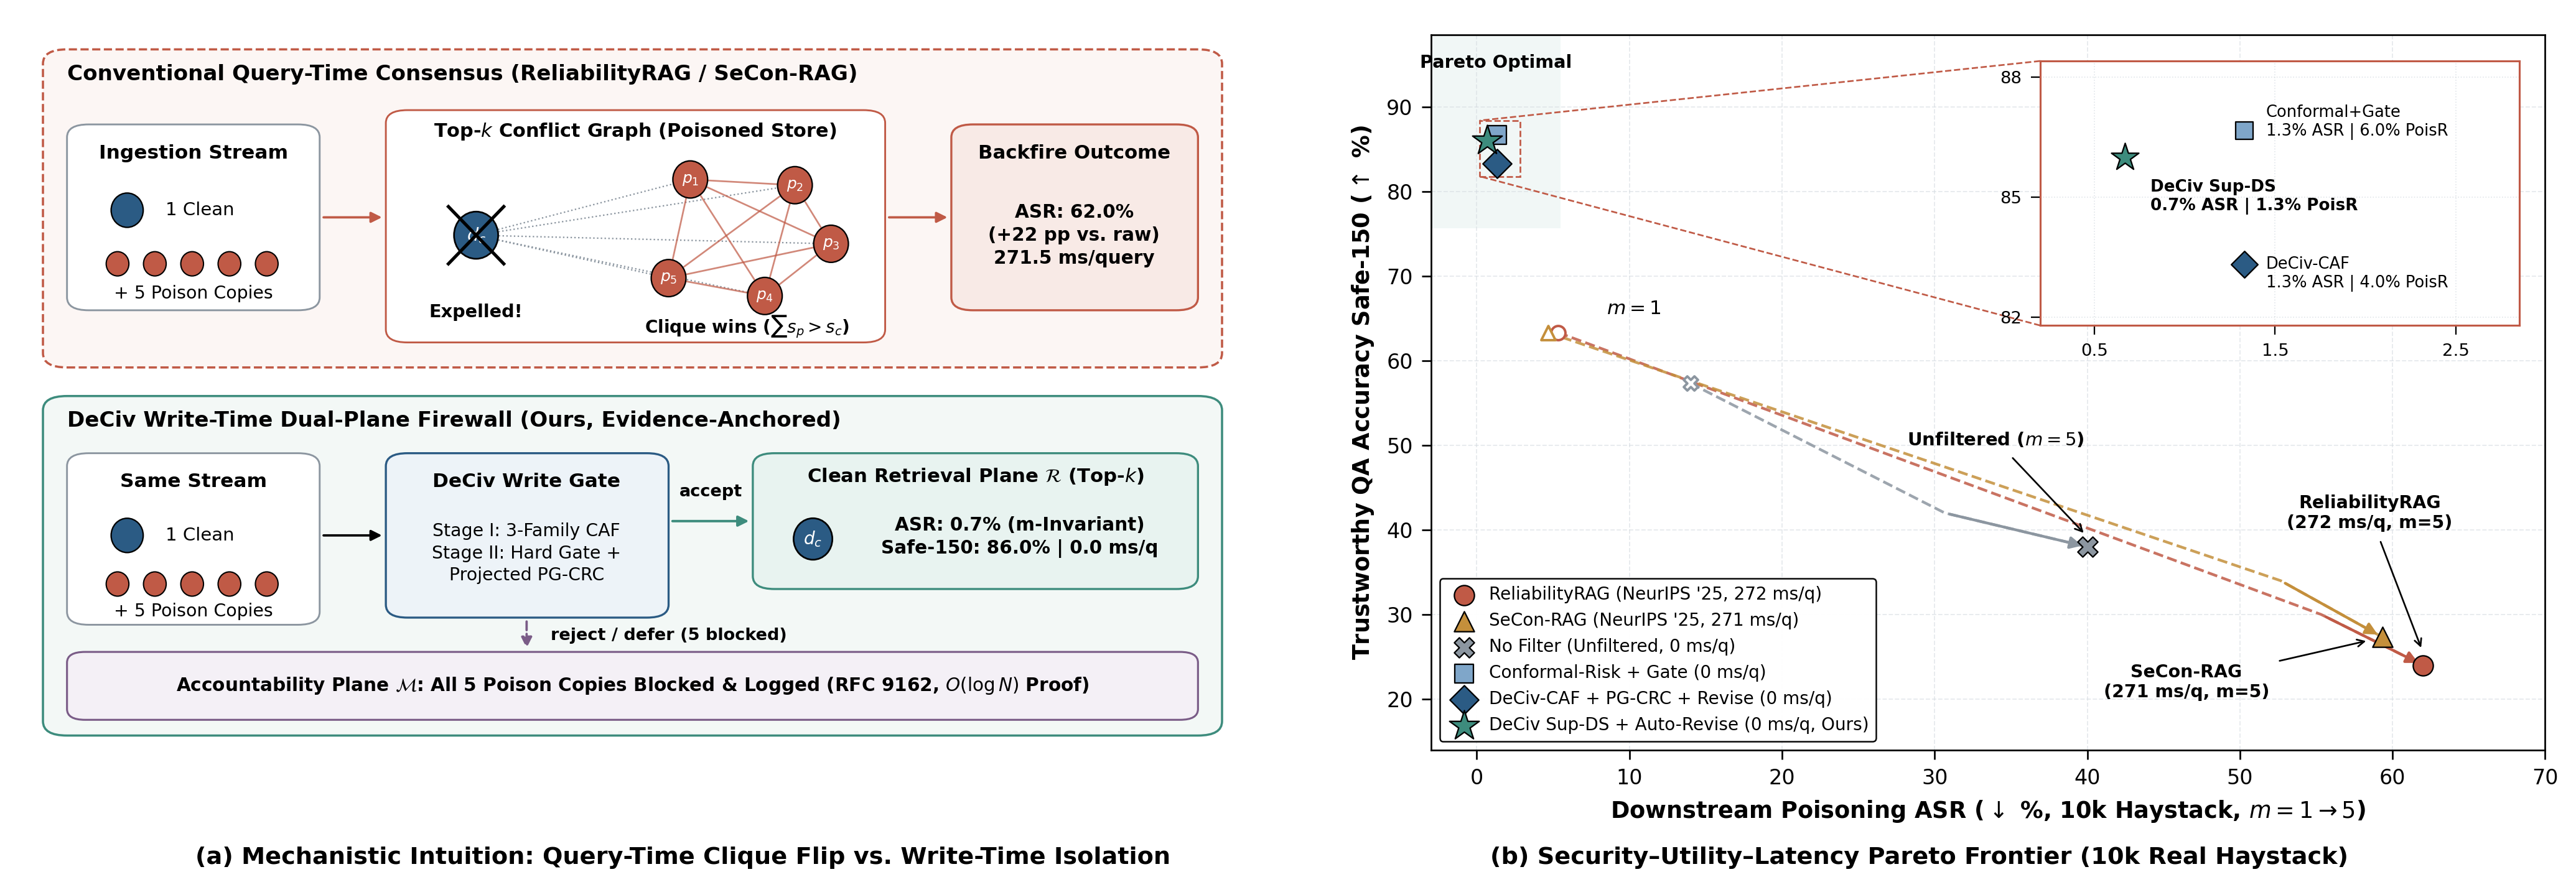 Conventional Query-Time Consensus (ReliabilityRAG / SeCon-RAG)
Ingestion Stream
1 Clean
+ 5 Poison Copies
Top-k Conflict Graph (Poisoned Store)
p1
p2
p3
p4
p5
Expelled!
Clique wins (∑ s_p > s_c)
Backfire Outcome
ASR: 62.0%
(+22 pp vs. raw)
271.5 ms/query
DeCiv Write-Time Dual-Plane Firewall (Ours, Evidence-Anchored)
Same Stream
1 Clean
+ 5 Poison Copies
DeCiv Write Gate
Stage I: 3-Family CAF
Stage II: Hard Gate +
Projected PG-CRC
accept
Clean Retrieval Plane ℛ (Top-k)
d_c
ASR: 0.7% (m-Invariant)
Safe-150: 86.0% | 0.0 ms/q
reject / defer (5 blocked)
Accountability Plane ℳ: All 5 Poison Copies Blocked & Logged (RFC 9162, O(log N) Proof)
(a) Mechanistic Intuition: Query-Time Clique Flip vs. Write-Time Isolation
Trustworthy QA Accuracy Safe-150 (↑ %)
90
80
70
60
50
40
30
20
Pareto Optimal
88
85
82
0.5
1.5
2.5
Conformal+Gate
1.3% ASR | 6.0% PoisR
DeCiv Sup-DS
0.7% ASR | 1.3% PoisR
DeCiv-CAF
1.3% ASR | 4.0% PoisR
m = 1
Unfiltered (m = 5)
ReliabilityRAG
(272 ms/q, m=5)
SeCon-RAG
(271 ms/q, m=5)
ReliabilityRAG (NeurIPS '25, 272 ms/q)
SeCon-RAG (NeurIPS '25, 271 ms/q)
No Filter (Unfiltered, 0 ms/q)
Conformal-Risk + Gate (0 ms/q)
DeCiv-CAF + PG-CRC + Revise (0 ms/q)
DeCiv Sup-DS + Auto-Revise (0 ms/q, Ours)
0
10
20
30
40
50
60
70
Downstream Poisoning ASR (↓ %, 10k Haystack, m = 1 → 5)
(b) Security–Utility–Latency Pareto Frontier (10k Real Haystack)